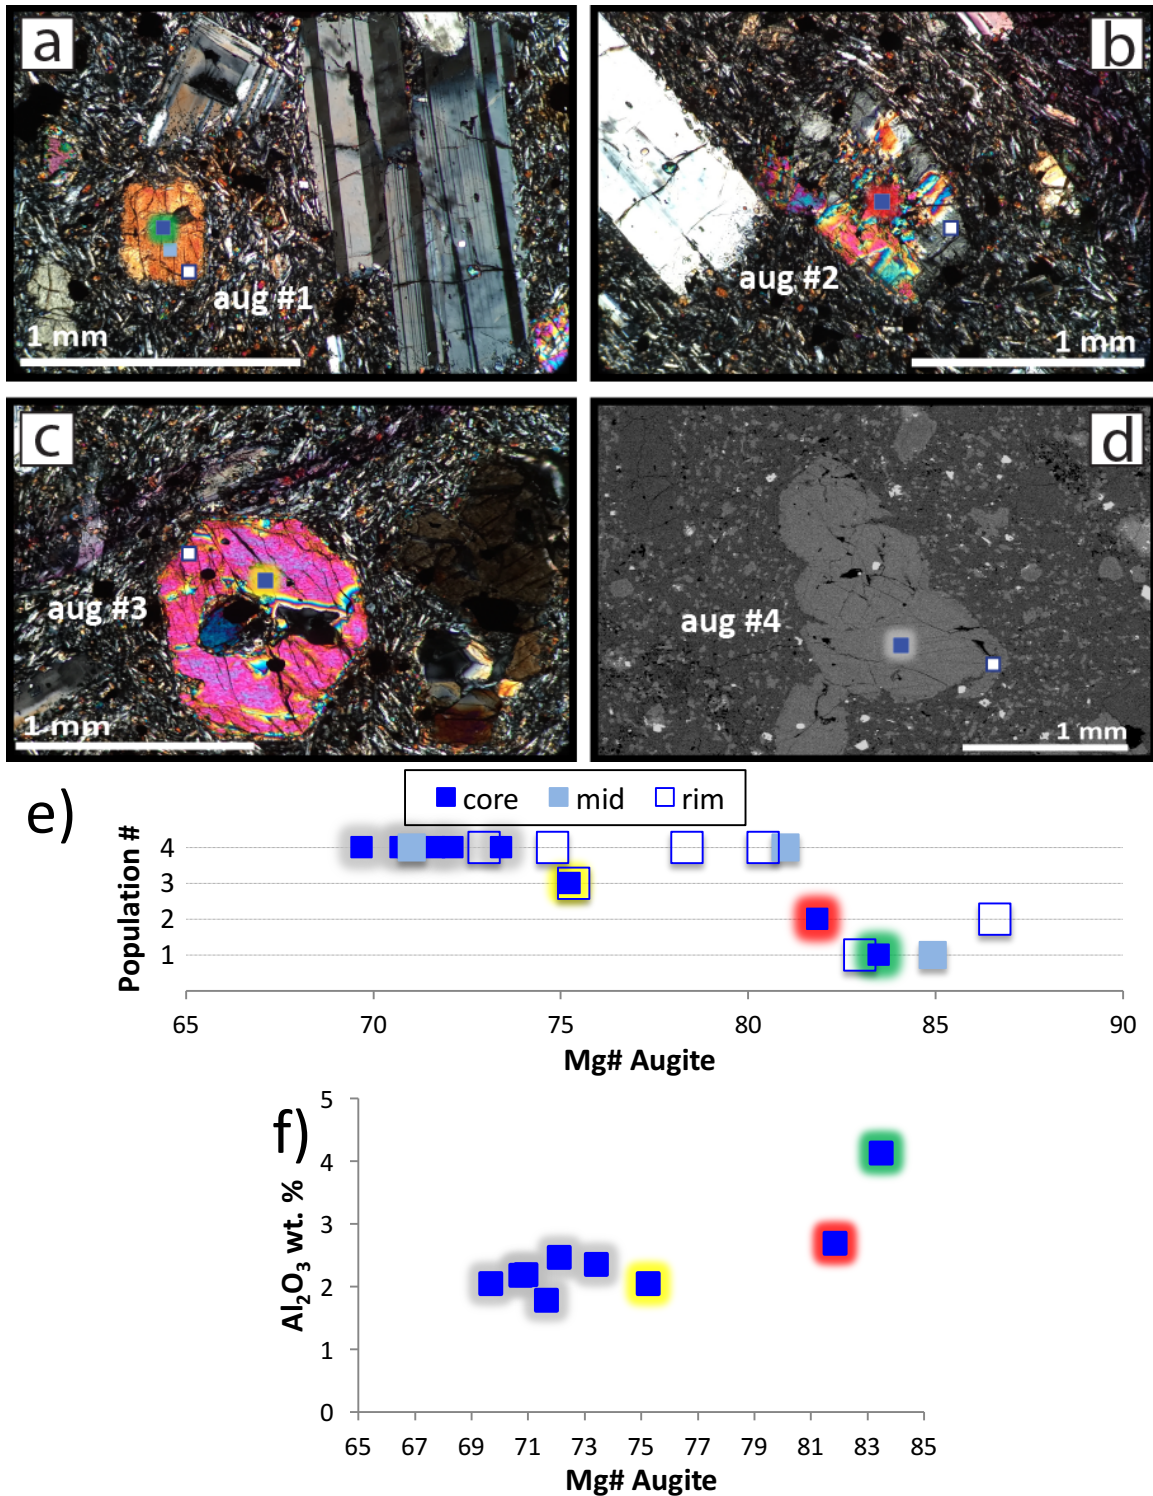 a
aug #1
1 mm
b
aug #2
1 mm
c
aug #3
1 mm
d
aug #4
1 mm
e)
core mid rim
Population #
4
3
2
1
65 70 75 80 85 90
Mg# Augite
f)
Al₂O₃ wt. %
5
4
3
2
1
0
65 67 69 71 73 75 77 79 81 83 85
Mg# Augite